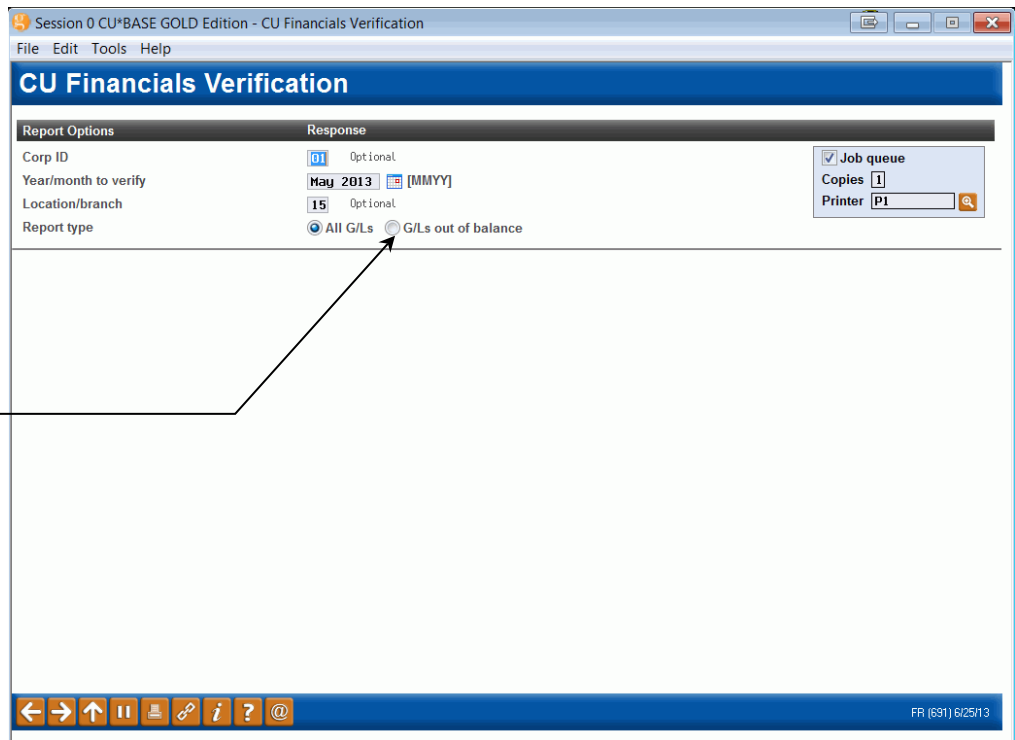 Session 0 CU*BASE GOLD Edition - CU Financials Verification
File Edit Tools Help
CU Financials Verification
Report Options Response
Corp ID 01 Optional
Year/month to verify May 2013 [MMYY]
Location/branch 15 Optional
Report type All G/Ls G/Ls out of balance
Job queue
Copies 1
Printer P1
FR (691) 6/25/13